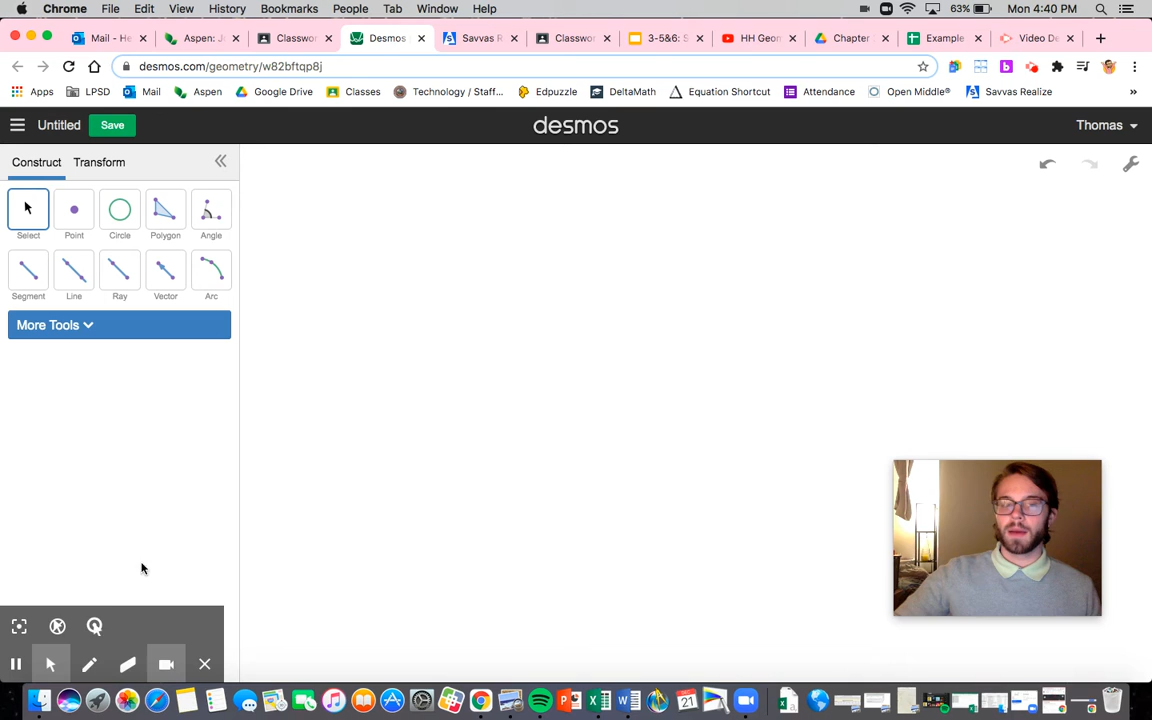 Chrome File Edit View History Bookmarks People Tab Window Help 63% Mon 4:40 PM
Mail - He Aspen: J Classwor Desmos Savvas R Classwor 3-5&6: S HH Geon Chapter Example Video De
desmos.com/geometry/w82bftqp8j
Apps LPSD Mail Aspen Google Drive Classes Technology / Staff... Edpuzzle DeltaMath Equation Shortcut Attendance Open Middle® Savvas Realize »
Untitled Save desmos Thomas
Construct Transform
Select Point Circle Polygon Angle
Segment Line Ray Vector Arc
More Tools
21